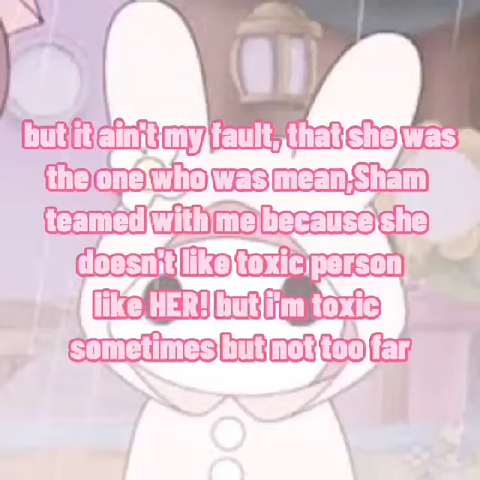 but it ain't my fault, that she was
the one who was mean,Sham
teamed with me because she
doesn't like toxic person
like HER! but i'm toxic
sometimes but not too far